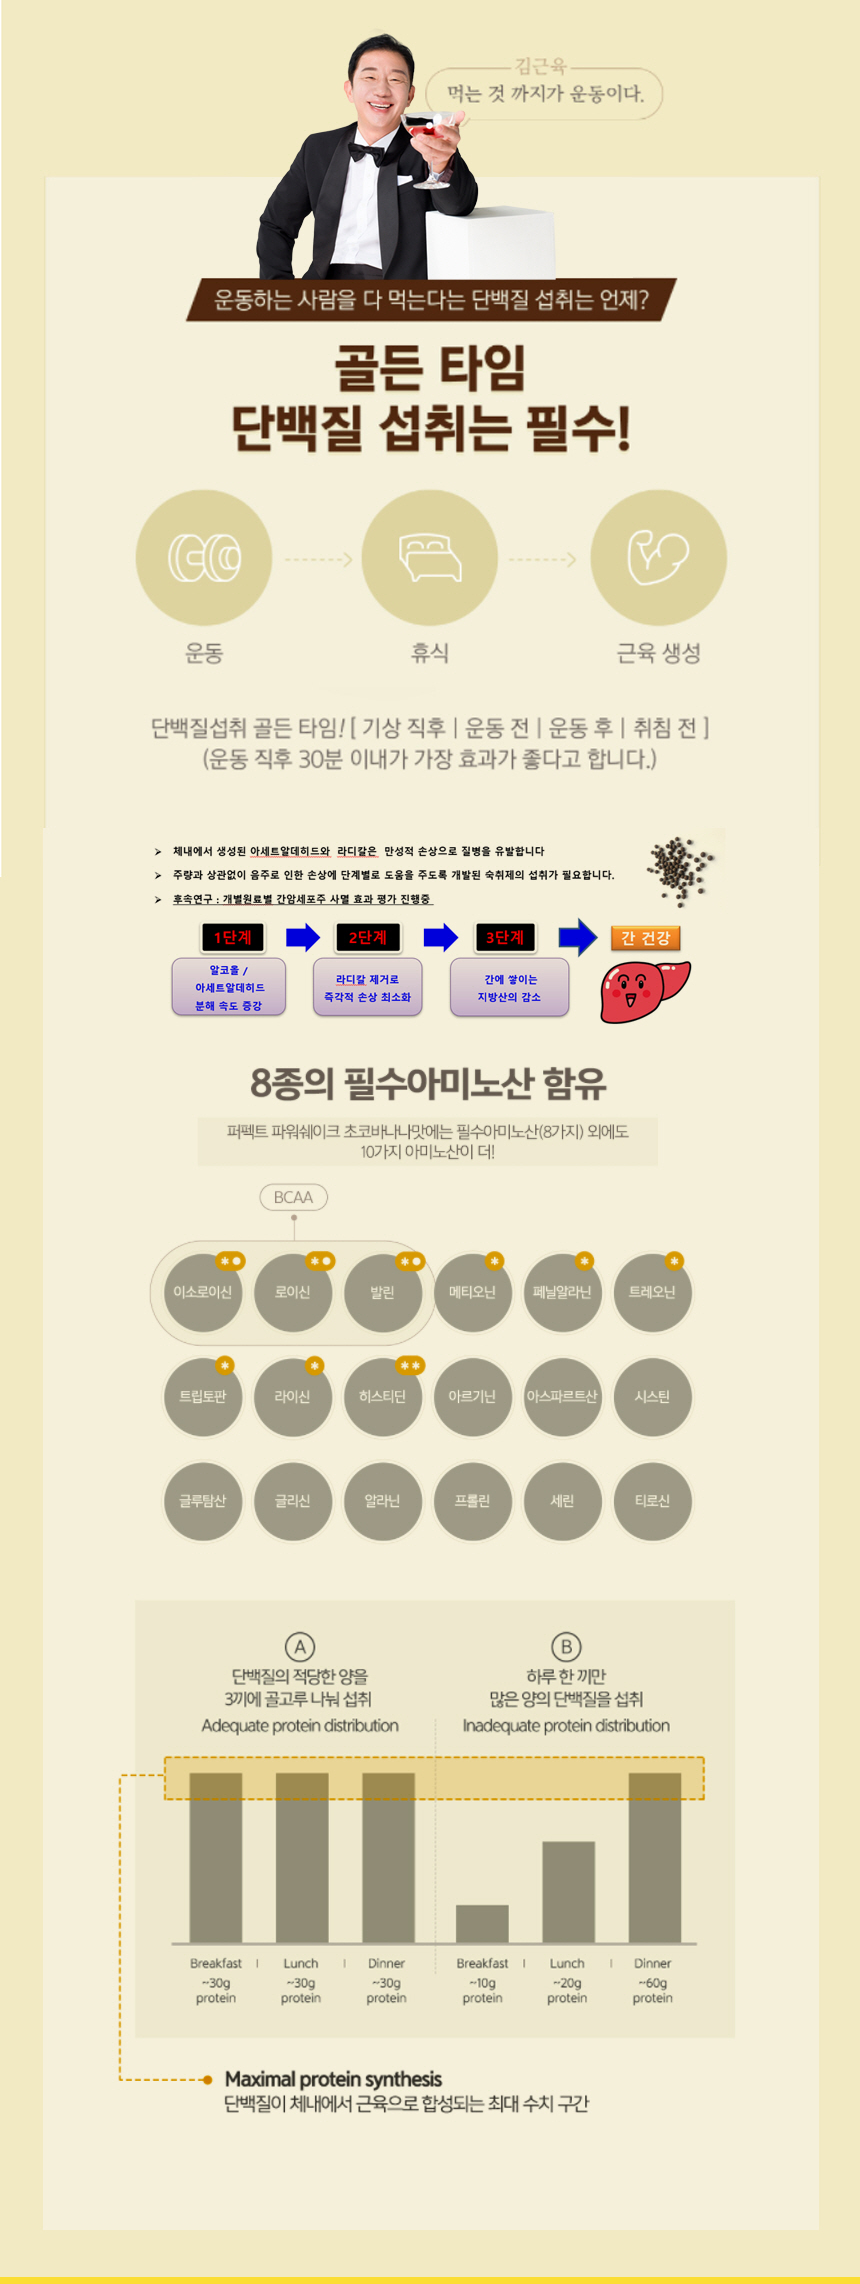 김근육
먹는 것 까지가 운동이다.
운동하는 사람을 다 먹는다는 단백질 섭취는 언제?
골든 타임
단백질 섭취는 필수!
운동
휴식
근육 생성
단백질섭취 골든 타임! [ 기상 직후 | 운동 전 | 운동 후 | 취침 전 ]
(운동 직후 30분 이내가 가장 효과가 좋다고 합니다.)
➢ 체내에서 생성된 아세트알데히드와 라디칼은 만성적 손상으로 질병을 유발합니다
➢ 주량과 상관없이 음주로 인한 손상에 단계별로 도움을 주도록 개발된 숙취제의 섭취가 필요합니다.
➢ 후속연구 : 개별원료별 간암세포주 사멸 효과 평가 진행중
1단계
2단계
3단계
간 건강
알코올 /
아세트알데히드
분해 속도 증강
라디칼 제거로
즉각적 손상 최소화
간에 쌓이는
지방산의 감소
8종의 필수아미노산 함유
퍼펙트 파워쉐이크 초코바나나맛에는 필수아미노산(8가지) 외에도
10가지 아미노산이 더!
BCAA
이소로이신
로이신
발린
메티오닌
페닐알라닌
트레오닌
트립토판
라이신
히스티딘
아르기닌
아스파르트산
시스틴
글루탐산
글리신
알라닌
프롤린
세린
티로신
A
단백질의 적당한 양을
3끼에 골고루 나눠 섭취
Adequate protein distribution
B
하루 한 끼만
많은 양의 단백질을 섭취
Inadequate protein distribution
Breakfast | Lunch | Dinner
~30g ~30g ~30g
protein protein protein
Breakfast | Lunch | Dinner
~10g ~20g ~60g
protein protein protein
Maximal protein synthesis
단백질이 체내에서 근육으로 합성되는 최대 수치 구간